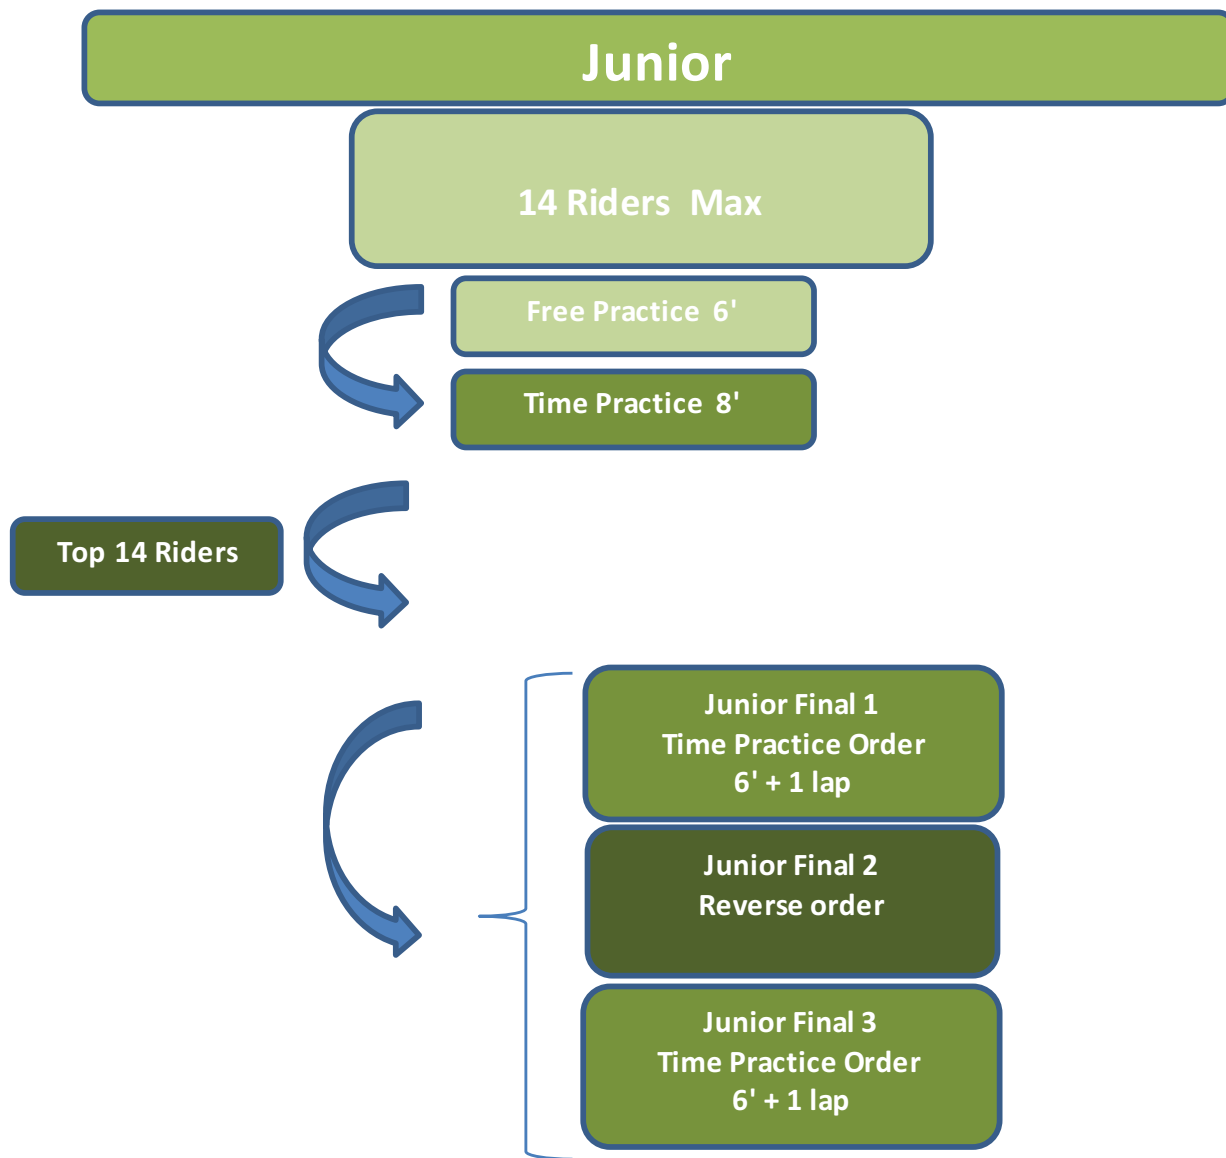 Junior
14 Riders Max
Free Practice 6'
Time Practice 8'
Top 14 Riders
Junior Final 1
Time Practice Order
6' + 1 lap
Junior Final 2
Reverse order
Junior Final 3
Time Practice Order
6' + 1 lap